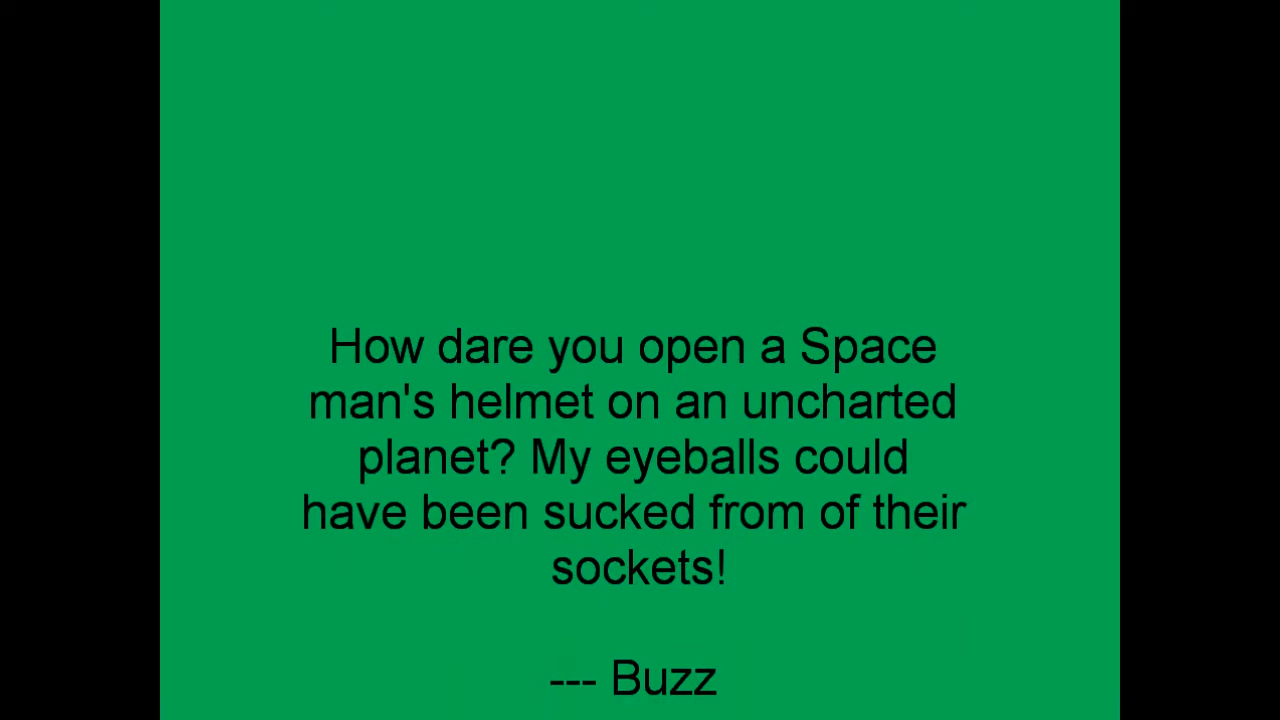 How dare you open a Space
man's helmet on an uncharted
planet? My eyeballs could
have been sucked from of their
sockets!
--- Buzz